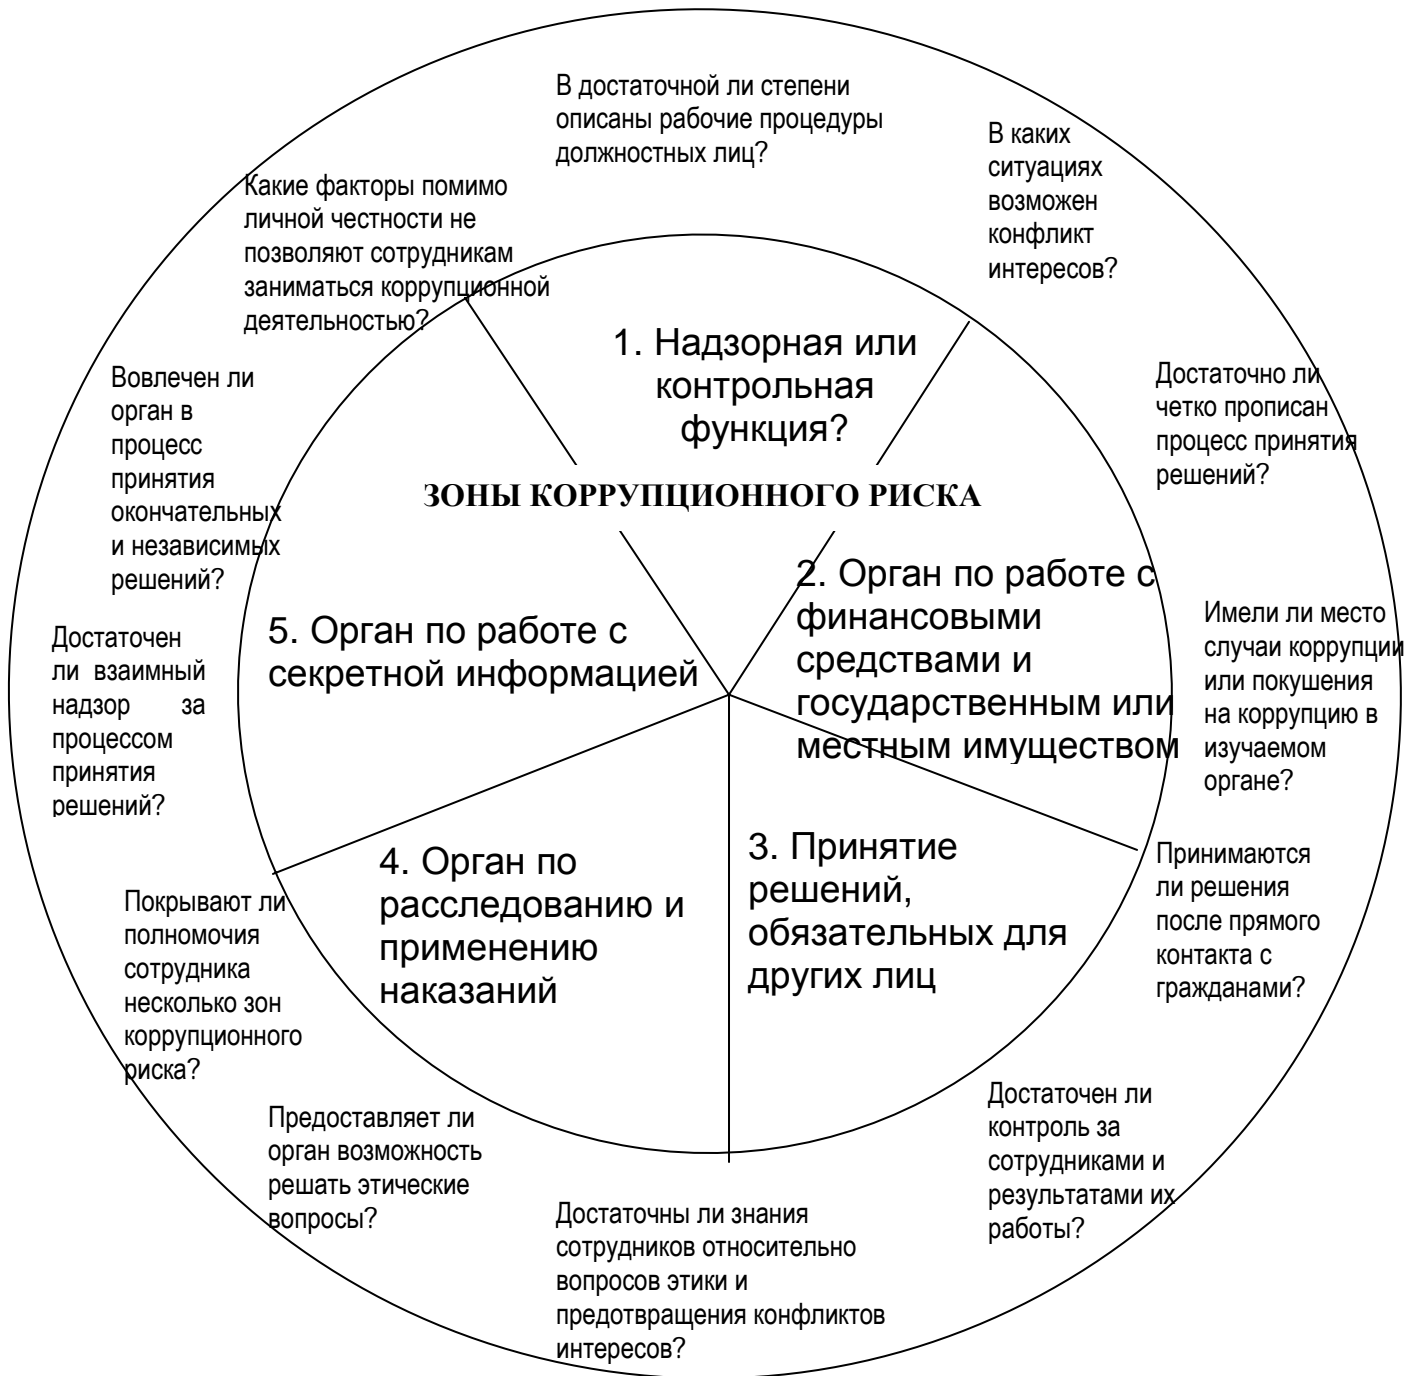 В достаточной ли степени
описаны рабочие процедуры
должностных лиц?
В каких
ситуациях
возможен
конфликт
интересов?
Достаточно ли
четко прописан
процесс принятия
решений?
Имели ли место
случаи коррупции
или покушения
на коррупцию в
изучаемом
органе?
Принимаются
ли решения
после прямого
контакта с
гражданами?
Достаточен ли
контроль за
сотрудниками и
результатами их
работы?
Достаточны ли знания
сотрудников относительно
вопросов этики и
предотвращения конфликтов
интересов?
Предоставляет ли
орган возможность
решать этические
вопросы?
Покрывают ли
полномочия
сотрудника
несколько зон
коррупционного
риска?
Достаточен
ли взаимный
надзор за
процессом
принятия
решений?
Вовлечен ли
орган в
процесс
принятия
окончательных
и независимых
решений?
Какие факторы помимо
личной честности не
позволяют сотрудникам
заниматься коррупционной
деятельностью?
1. Надзорная или
контрольная
функция?
ЗОНЫ КОРРУПЦИОННОГО РИСКА
2. Орган по работе с
финансовыми
средствами и
государственным или
местным имуществом
3. Принятие
решений,
обязательных для
других лиц
4. Орган по
расследованию и
применению
наказаний
5. Орган по работе с
секретной информацией